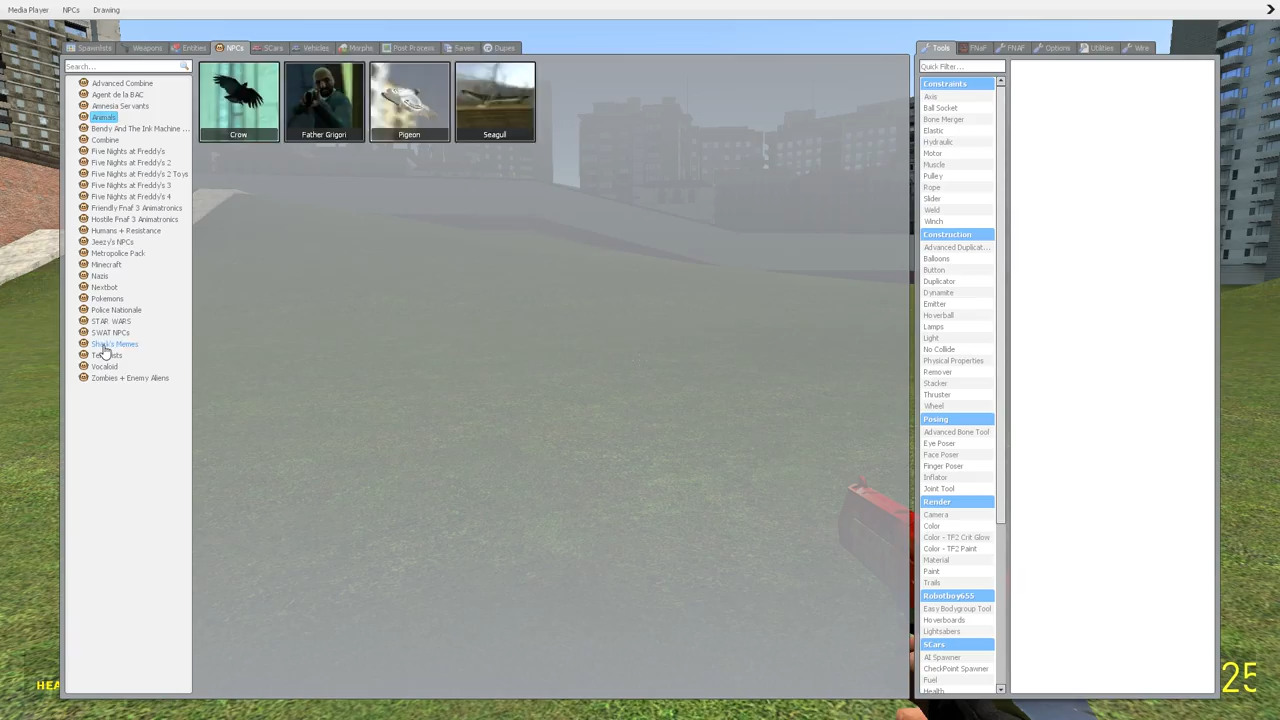 Media Player NPCs Drawing
Spawnlists Weapons Entities NPCs SCars Vehicles Morphs Post Process Saves Dupes
Search...
Advanced Combine
Agent de la BAC
Amnesia Servants
Animals
Bendy And The Ink Machine ...
Combine
Five Nights at Freddy's
Five Nights at Freddy's 2
Five Nights at Freddy's 2 Toys
Five Nights at Freddy's 3
Five Nights at Freddy's 4
Friendly Fnaf 3 Animatronics
Hostile Fnaf 3 Animatronics
Humans + Resistance
Jeezy's NPCs
Metropolice Pack
Minecraft
Nazis
Nextbot
Pokemons
Police Nationale
STAR WARS
SWAT NPCs
Memes
Vocaloid
Zombies + Enemy Aliens
Crow
Father Grigori
Pigeon
Seagull
Tools FNaF FNAF Options Utilities Wire
Quick Filter...
Constraints
Axis
Ball Socket
Bone Merger
Elastic
Hydraulic
Motor
Muscle
Pulley
Rope
Slider
Weld
Winch
Construction
Advanced Duplicat...
Balloons
Button
Duplicator
Dynamite
Emitter
Hoverball
Lamps
Light
No Collide
Physical Properties
Remover
Stacker
Thruster
Wheel
Posing
Advanced Bone Tool
Eye Poser
Face Poser
Finger Poser
Inflator
Joint Tool
Render
Camera
Color
Color - TF2 Crit Glow
Color - TF2 Paint
Material
Paint
Trails
Robotboy655
Easy Bodygroup Tool
Hoverboards
Lightsabers
SCars
AI Spawner
CheckPoint Spawner
Fuel
Health
HEA
25